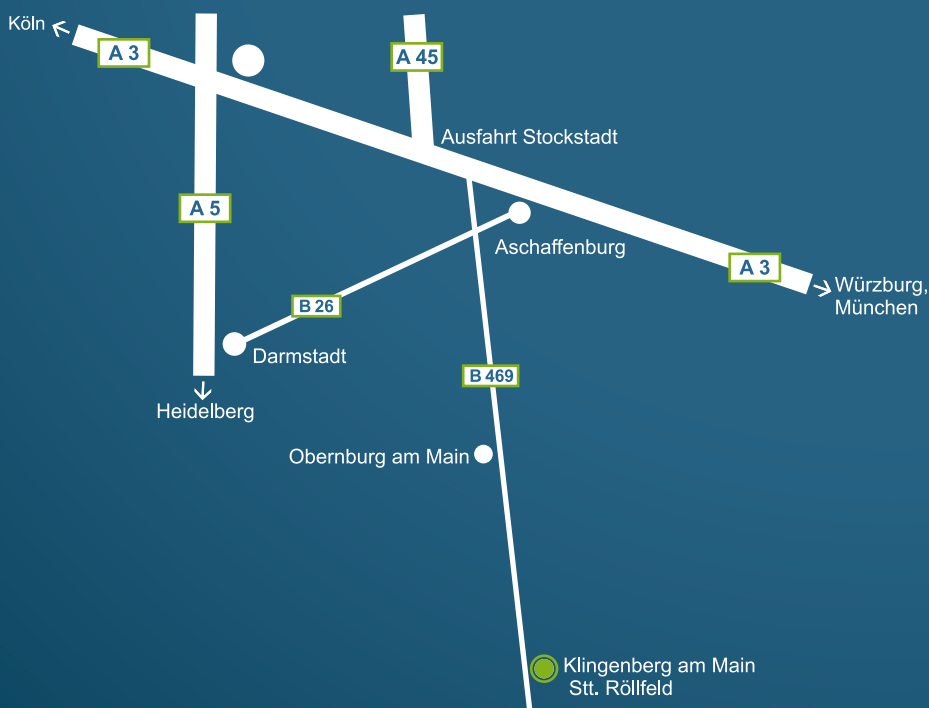 Köln
A 3
A 45
Ausfahrt Stockstadt
A 5
Aschaffenburg
A 3
Würzburg,
München
B 26
Darmstadt
B 469
Heidelberg
Obernburg am Main
Klingenberg am Main
Stt. Röllfeld